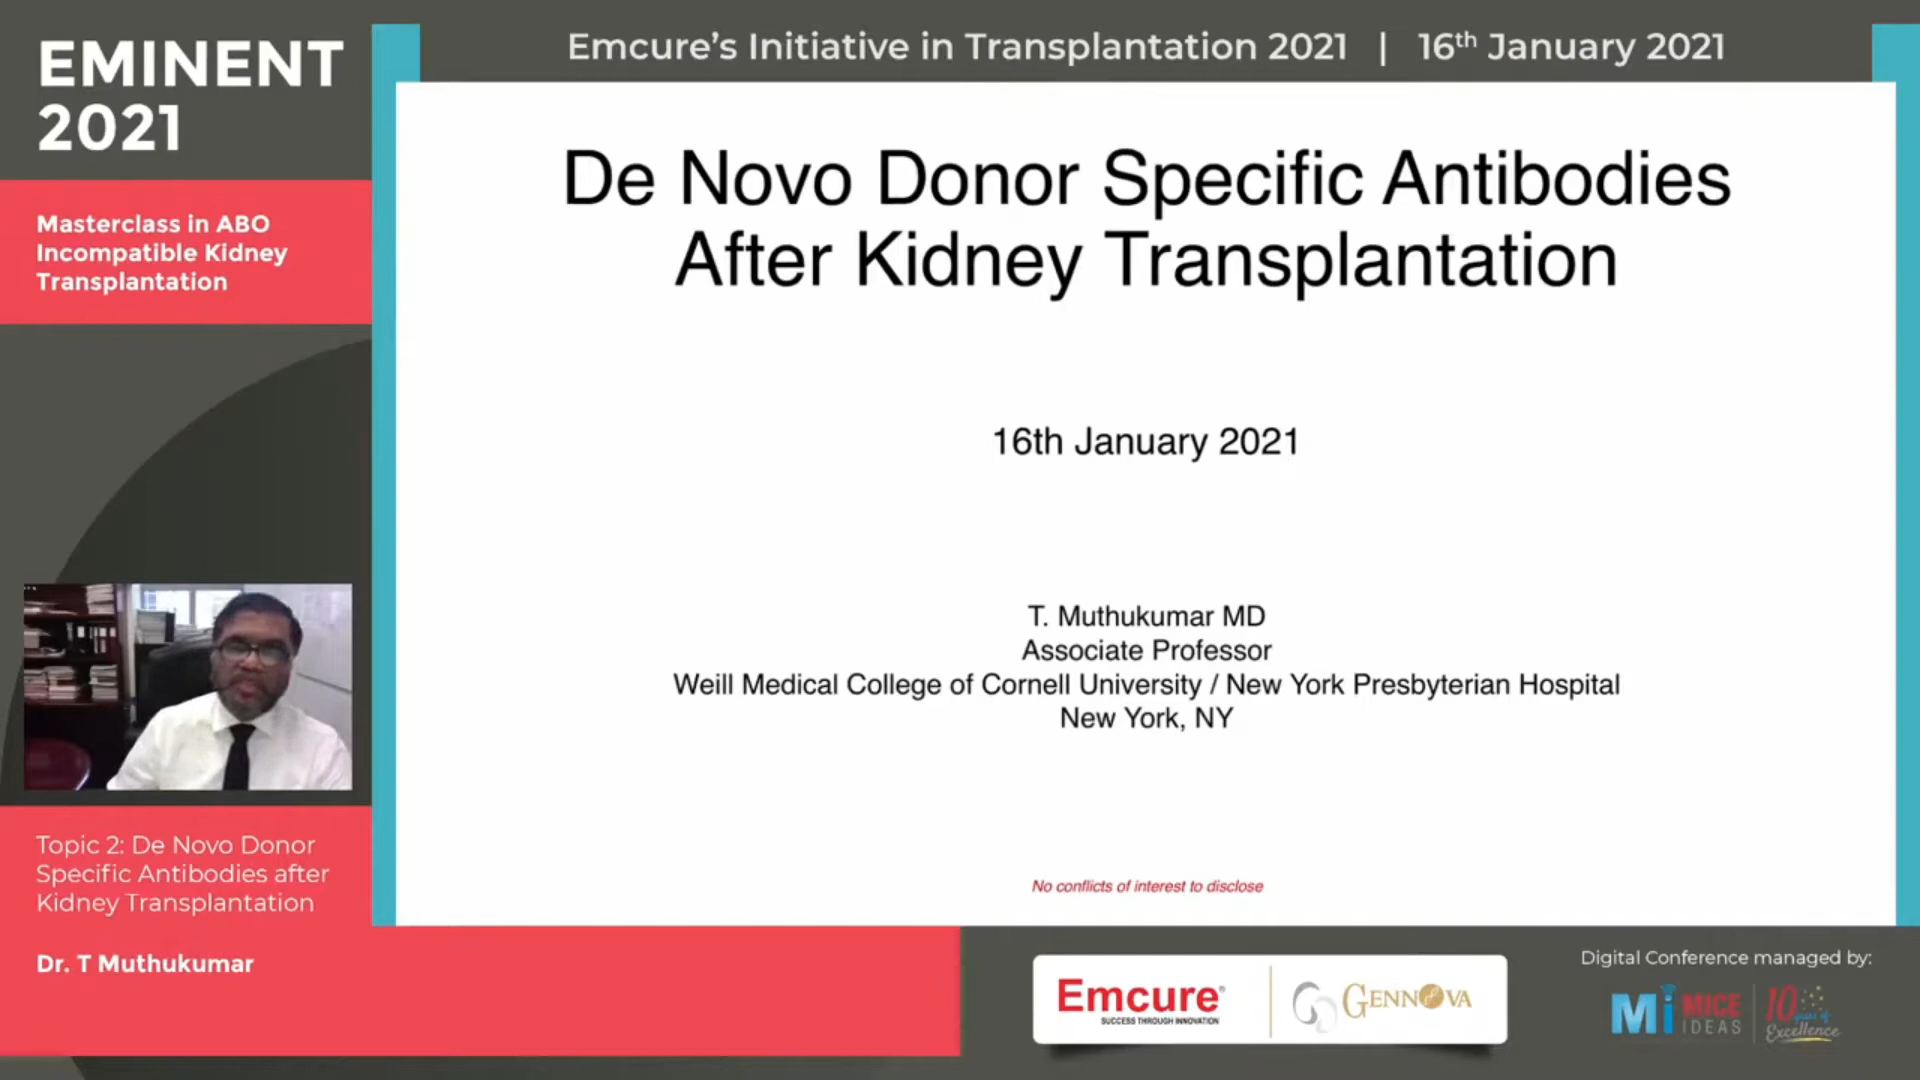 EMINENT
2021
Emcure’s Initiative in Transplantation 2021 | 16th January 2021
Masterclass in ABO
Incompatible Kidney
Transplantation
De Novo Donor Specific Antibodies
After Kidney Transplantation
16th January 2021
T. Muthukumar MD
Associate Professor
Weill Medical College of Cornell University / New York Presbyterian Hospital
New York, NY
No conflicts of interest to disclose
Topic 2: De Novo Donor
Specific Antibodies after
Kidney Transplantation
Dr. T Muthukumar
Emcure®
SUCCESS THROUGH INNOVATION
GENNOVA
Digital Conference managed by:
Mi MICE
IDEAS
10
years of
Excellence